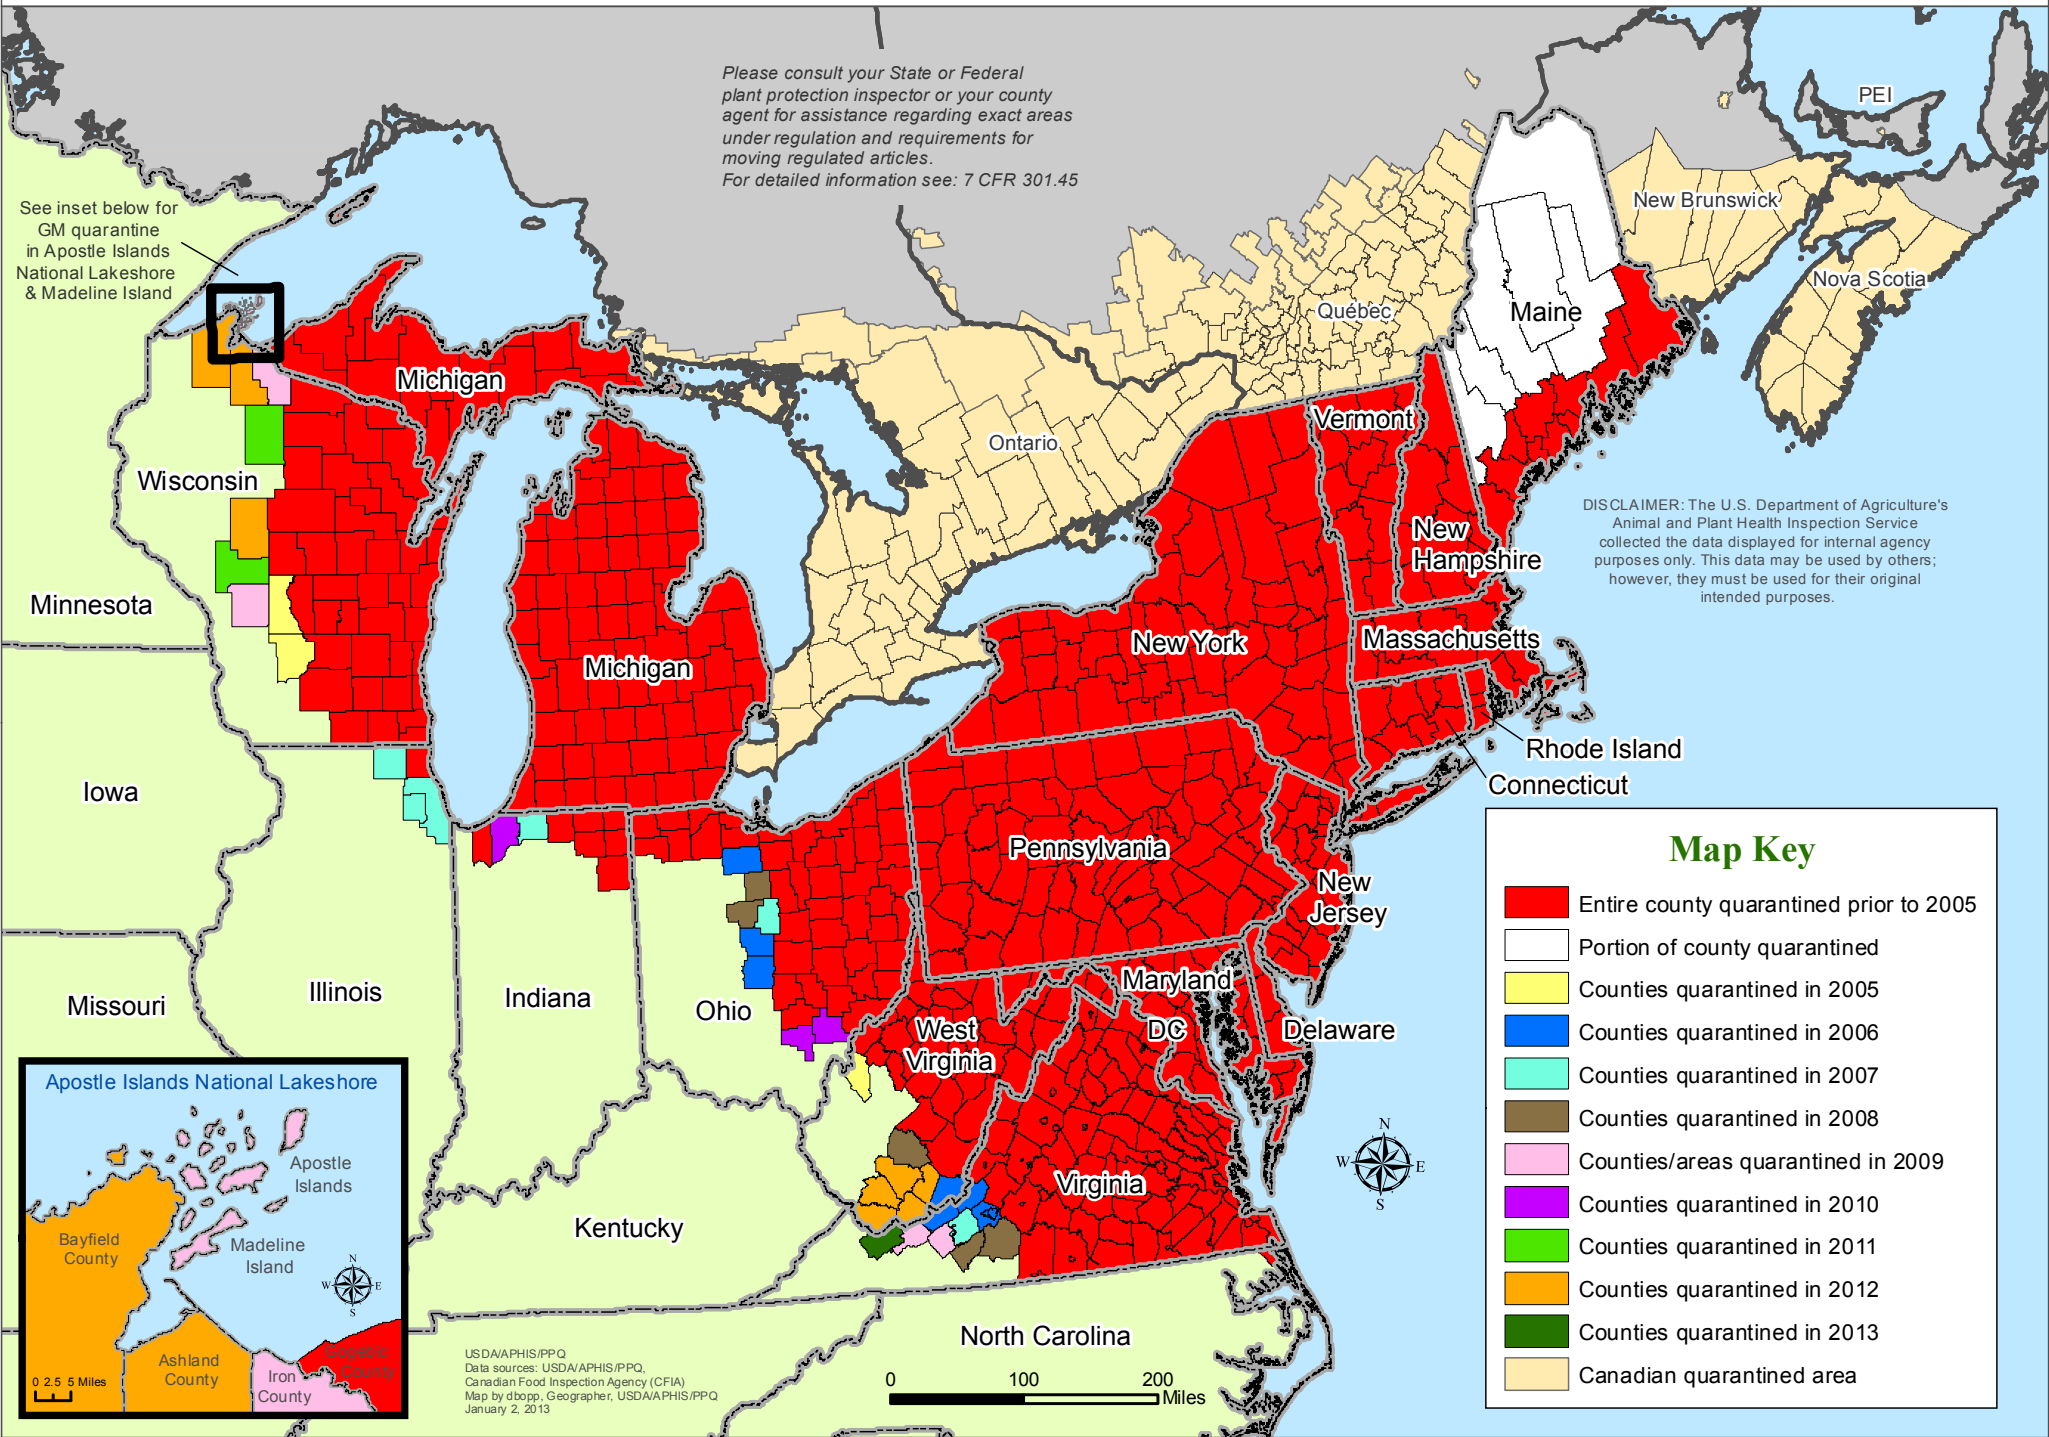 Please consult your State or Federal
plant protection inspector or your county
agent for assistance regarding exact areas
under regulation and requirements for
moving regulated articles.
For detailed information see: 7 CFR 301.45
PEI
See inset below for
GM quarantine
in Apostle Islands
National Lakeshore
& Madeline Island
New Brunswick
Nova Scotia
Québec
Maine
Michigan
Vermont
Ontario
Wisconsin
New
Hampshire
DISCLAIMER: The U.S. Department of Agriculture's
Animal and Plant Health Inspection Service
collected the data displayed for internal agency
purposes only. This data may be used by others;
however, they must be used for their original
intended purposes.
Minnesota
New York
Massachusetts
Michigan
Rhode Island
Connecticut
Iowa
Pennsylvania
New
Jersey
Missouri
Illinois
Indiana
Ohio
Maryland
West
Virginia
DC
Delaware
Virginia
Kentucky
North Carolina
N
W
E
S
Map Key
Entire county quarantined prior to 2005
Portion of county quarantined
Counties quarantined in 2005
Counties quarantined in 2006
Counties quarantined in 2007
Counties quarantined in 2008
Counties/areas quarantined in 2009
Counties quarantined in 2010
Counties quarantined in 2011
Counties quarantined in 2012
Counties quarantined in 2013
Canadian quarantined area
Apostle Islands National Lakeshore
Apostle
Islands
Bayfield
County
Madeline
Island
N
W
E
S
Ashland
County
Iron
County
Gogebic
County
0 2.5 5 Miles
USDA/APHIS/PPQ
Data sources: USDA/APHIS/PPQ,
Canadian Food Inspection Agency (CFIA)
Map by dbopp, Geographer, USDA/APHIS/PPQ
January 2, 2013
0 100 200
Miles